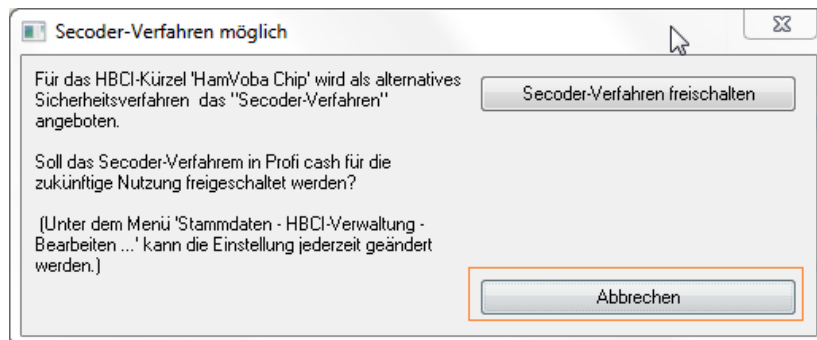 Secoder-Verfahren möglich
Für das HBCI-Kürzel 'HamVoba Chip' wird als alternatives
Sicherheitsverfahren das "Secoder-Verfahren"
angeboten.
Secoder-Verfahren freischalten
Soll das Secoder-Verfahrem in Profi cash für die
zukünftige Nutzung freigeschaltet werden?
(Unter dem Menü 'Stammdaten - HBCI-Verwaltung -
Bearbeiten ...' kann die Einstellung jederzeit geändert
werden.)
Abbrechen